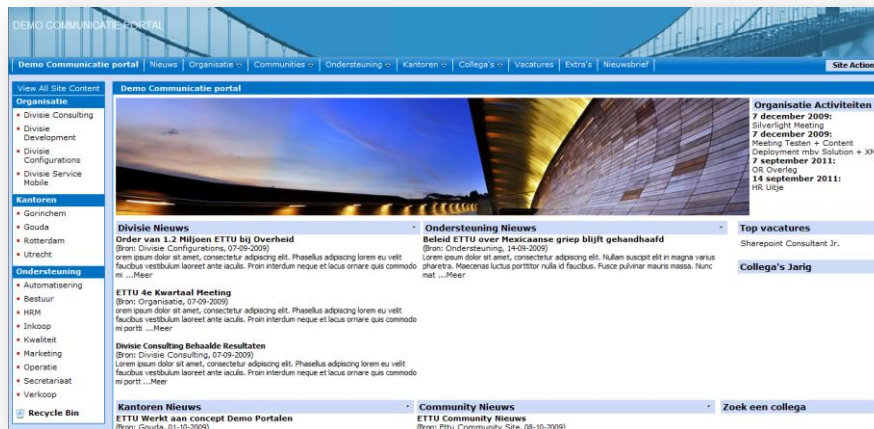 DEMO COMMUNICATIE PORTAL
Demo Communicatie portal Nieuws Organisatie Communities Ondersteuning Kantoren Collega's Vacatures Extra's Nieuwsbrief Site Action
View All Site Content
Organisatie
Divisie Consulting
Divisie
Development
Divisie
Configurations
Divisie Service
Mobile
Kantoren
Gorinchem
Gouda
Rotterdam
Utrecht
Ondersteuning
Automatisering
Bestuur
HRM
Inkoop
Kwaliteit
Marketing
Operatie
Secretariaat
Verkoop
Recycle Bin
Demo Communicatie portal
Organisatie Activiteiten
7 december 2009:
Silverlight Meeting
7 december 2009:
Meeting Testen + Content
Deployment mbv Solution + XM
7 september 2011:
OR Overleg
14 september 2011:
HR Uitje
Divisie Nieuws
Order van 1.2 Miljoen ETTU bij Overheid
(Bron: Divisie Configurations, 07-09-2009)
orem ipsum dolor sit amet, consectetur adipiscing elit. Phasellus adipiscing lorem eu velit
faucibus vestibulum laoreet ante iaculis. Proin interdum neque et lacus ornare quis commodo
mi ...Meer
ETTU 4e Kwartaal Meeting
(Bron: Organisatie, 07-09-2009)
orem ipsum dolor sit amet, consectetur adipiscing elit. Phasellus adipiscing lorem eu velit
faucibus vestibulum laoreet ante iaculis. Proin interdum neque et lacus ornare quis commodo
mi portti ...Meer
Divisie Consulting Behaalde Resultaten
(Bron: Divisie Consulting, 07-09-2009)
Lorem ipsum dolor sit amet, consectetur adipiscing elit. Phasellus adipiscing lorem eu velit
faucibus vestibulum laoreet ante iaculis. Proin interdum neque et lacus ornare quis commodo
mi portt ...Meer
Ondersteuning Nieuws
Beleid ETTU over Mexicaanse griep blijft gehandhaafd
(Bron: Ondersteuning, 14-09-2009)
Lorem ipsum dolor sit amet, consectetur adipiscing elit. Nullam suscipit elit in magna varius
pharetra. Maecenas luctus porttitor nulla id faucibus. Fusce pulvinar mauris massa. Nunc
mat ...Meer
Top vacatures
Sharepoint Consultant Jr.
Collega's Jarig
Kantoren Nieuws
ETTU Werkt aan concept Demo Portalen
(Bron: Gouda, 01-10-2009)
Community Nieuws
ETTU Community Nieuws
(Bron: Ettu Community Site, 08-10-2009)
Zoek een collega